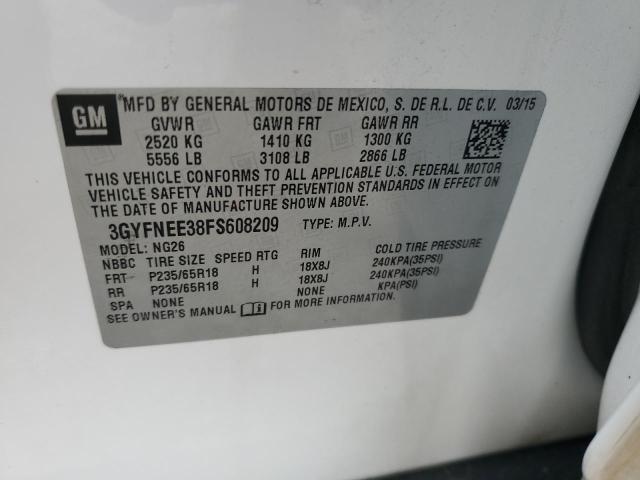 GM
MFD BY GENERAL MOTORS DE MEXICO, S. DE R.L. DE C.V. 03/15
GVWR GAWR FRT GAWR RR
2520 KG 1410 KG 1300 KG
5556 LB 3108 LB 2866 LB
THIS VEHICLE CONFORMS TO ALL APPLICABLE U.S. FEDERAL MOTOR
VEHICLE SAFETY AND THEFT PREVENTION STANDARDS IN EFFECT ON
THE DATE OF MANUFACTURE SHOWN ABOVE.
3GYFNEE38FS608209 TYPE: M.P.V.
MODEL: NG26
NBBC TIRE SIZE SPEED RTG RIM COLD TIRE PRESSURE
FRT P235/65R18 H 18X8J 240KPA(35PSI)
RR P235/65R18 H 18X8J 240KPA(35PSI)
SPA NONE NONE KPA(PSI)
SEE OWNER'S MANUAL FOR MORE INFORMATION.